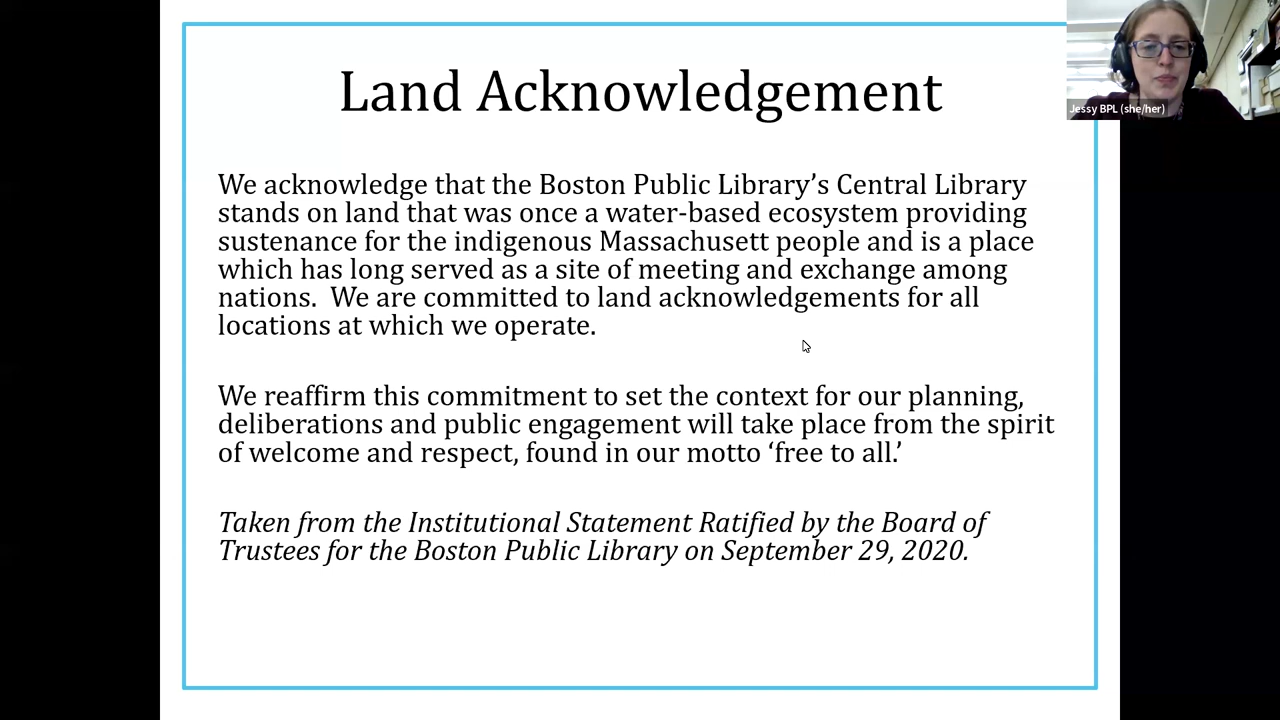 Land Acknowledgement
Jessy BPL (she/her)
We acknowledge that the Boston Public Library’s Central Library
stands on land that was once a water-based ecosystem providing
sustenance for the indigenous Massachusett people and is a place
which has long served as a site of meeting and exchange among
nations.  We are committed to land acknowledgements for all
locations at which we operate.
We reaffirm this commitment to set the context for our planning,
deliberations and public engagement will take place from the spirit
of welcome and respect, found in our motto ‘free to all.’
Taken from the Institutional Statement Ratified by the Board of
Trustees for the Boston Public Library on September 29, 2020.